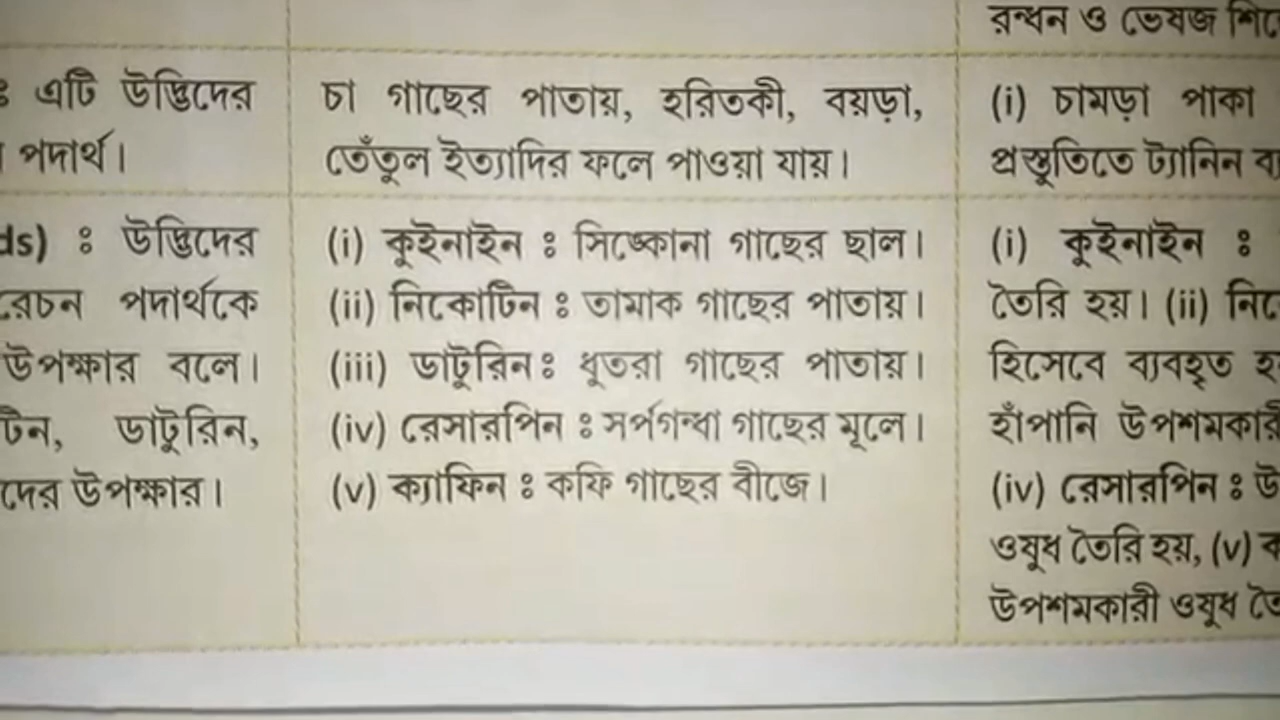 রন্ধন ও ভেষজ
ঃ এটি উদ্ভিদের
পদার্থ।
চা গাছের পাতায়, হরিতকী, বয়ড়া,
তেঁতুল ইত্যাদির ফলে পাওয়া যায়।
(i) চামড়া পাকা
প্রস্তুতিতে ট্যানিন
ds) ঃ উদ্ভিদের
রেচন পদার্থকে
উপক্ষার বলে।
টিন, ডাটুরিন,
দের উপক্ষার।
(i) কুইনাইন ঃ সিঙ্কোনা গাছের ছাল।
(ii) নিকোটিন ঃ তামাক গাছের পাতায়।
(iii) ডাটুরিন ঃ ধুতরা গাছের পাতায়।
(iv) রেসারপিন ঃ সর্পগন্ধা গাছের মূলে।
(v) ক্যাফিন ঃ কফি গাছের বীজে।
(i) কুইনাইন ঃ
তৈরি হয়। (ii)
হিসেবে ব্যবহৃত
হাঁপানি উপশমকারী
(iv) রেসারপিন ঃ
ওষুধ তৈরি হয়, (v)
উপশমকারী ওষুধ